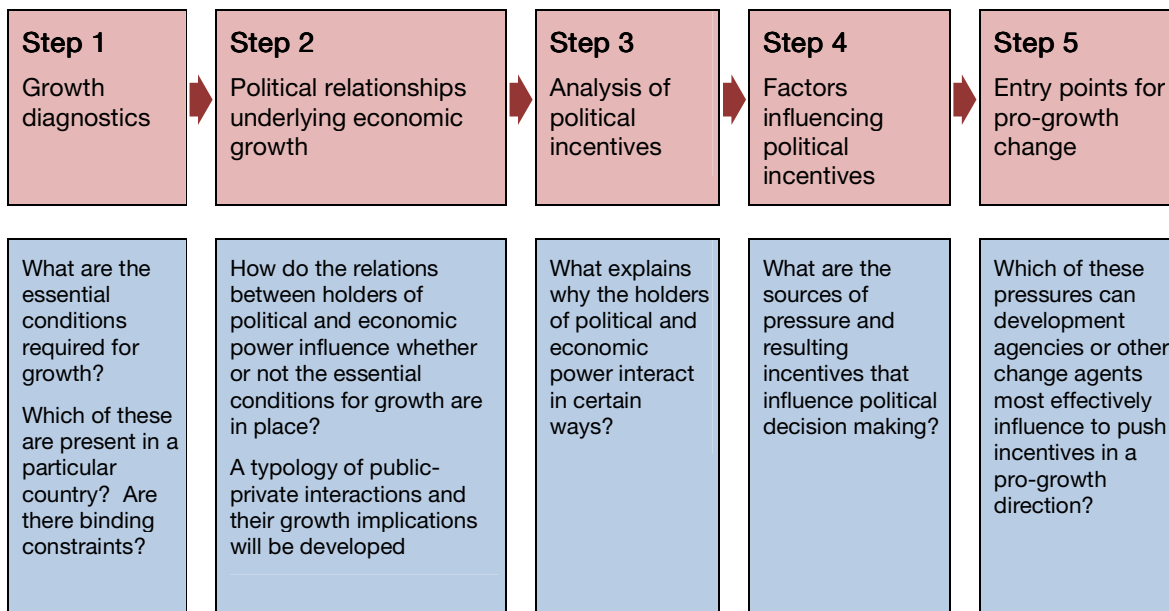 Step 1
Growth
diagnostics
Step 2
Political relationships
underlying economic
growth
Step 3
Analysis of
political
incentives
Step 4
Factors
influencing
political
incentives
Step 5
Entry points for
pro-growth
change
What are the
essential
conditions
required for
growth?
Which of these
are present in a
particular
country?  Are
there binding
constraints?
How do the relations
between holders of
political and economic
power influence whether
or not the essential
conditions for growth are
in place?
A typology of public-
private interactions and
their growth implications
will be developed
What explains
why the holders
of political and
economic
power interact
in certain
ways?
What are the
sources of
pressure and
resulting
incentives that
influence political
decision making?
Which of these
pressures can
development
agencies or other
change agents
most effectively
influence to push
incentives in a
pro-growth
direction?